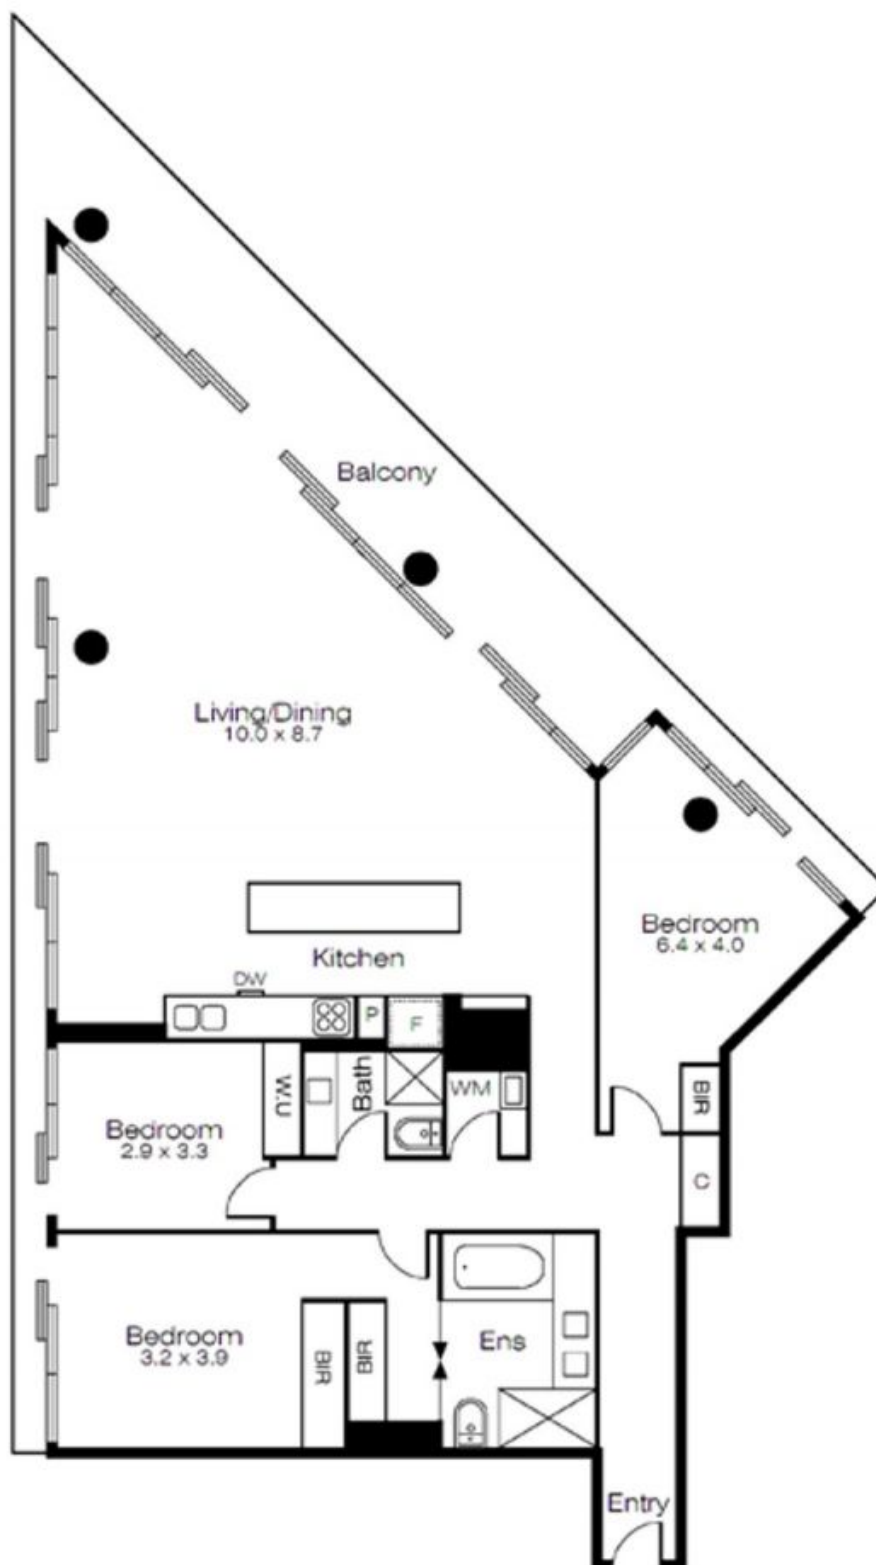 Balcony
Living/Dining
10.0 x 8.7
Bedroom
6.4 x 4.0
Kitchen
DW
P
F
W.U
Bath
WM
BIR
Bedroom
2.9 x 3.3
C
Bedroom
3.2 x 3.9
BIR
BIR
Ens
Entry